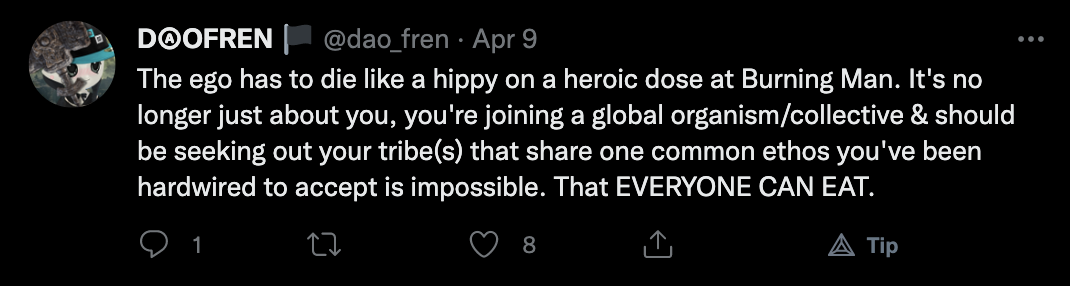 DⒶOFREN 🏴 @dao_fren · Apr 9
The ego has to die like a hippy on a heroic dose at Burning Man. It's no
longer just about you, you're joining a global organism/collective & should
be seeking out your tribe(s) that share one common ethos you've been
hardwired to accept is impossible. That EVERYONE CAN EAT.
1 8 Tip